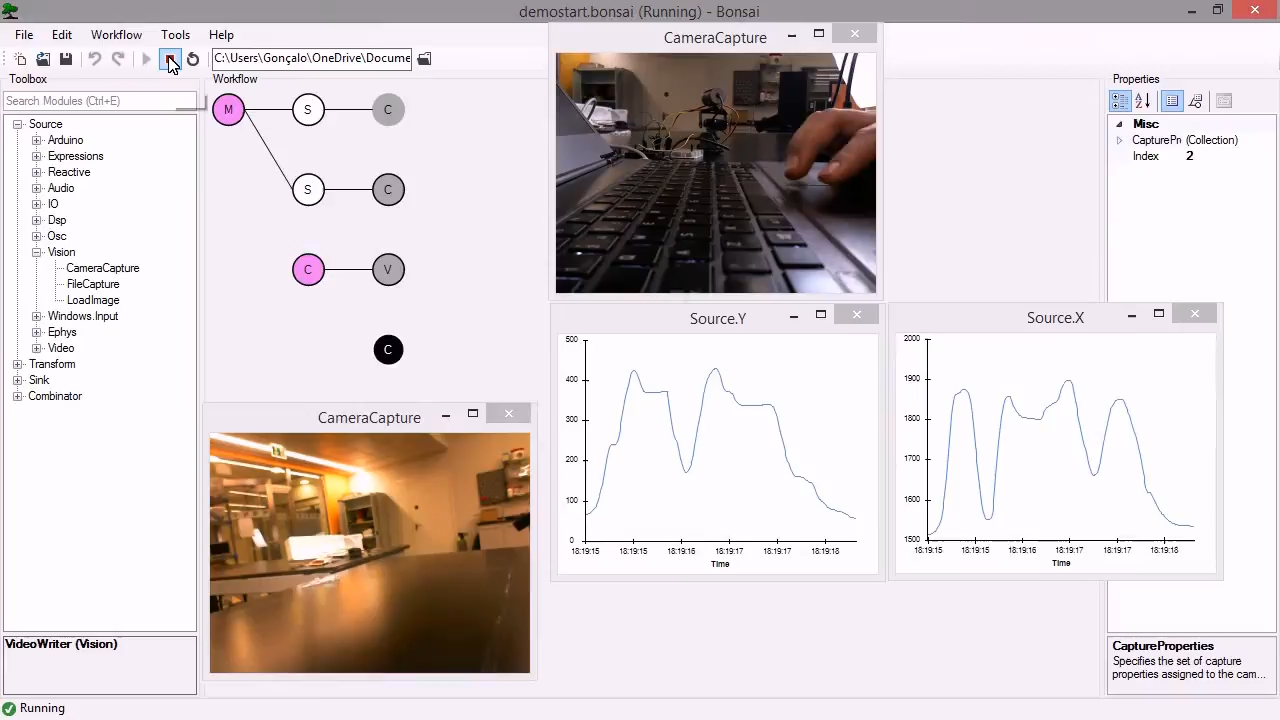 demostart.bonsai (Running) - Bonsai
File Edit Workflow Tools Help
C:\Users\Gonçalo\OneDrive\Docume
Toolbox
Search Modules (Ctrl+E)
Source
Arduino
Expressions
Reactive
Audio
IO
Dsp
Osc
Vision
CameraCapture
FileCapture
LoadImage
Windows.Input
Ephys
Video
Transform
Sink
Combinator
VideoWriter (Vision)
Workflow
M S C
S C
C V
C
CameraCapture
CameraCapture
Source.Y
500
400
300
200
100
0
18:19:15 18:19:15 18:19:16 18:19:17 18:19:17 18:19:18
Time
Source.X
2000
1900
1800
1700
1600
1500
18:19:15 18:19:15 18:19:16 18:19:17 18:19:17 18:19:18
Time
Properties
Misc
CapturePri (Collection)
Index 2
CaptureProperties
Specifies the set of capture
properties assigned to the cam...
Running